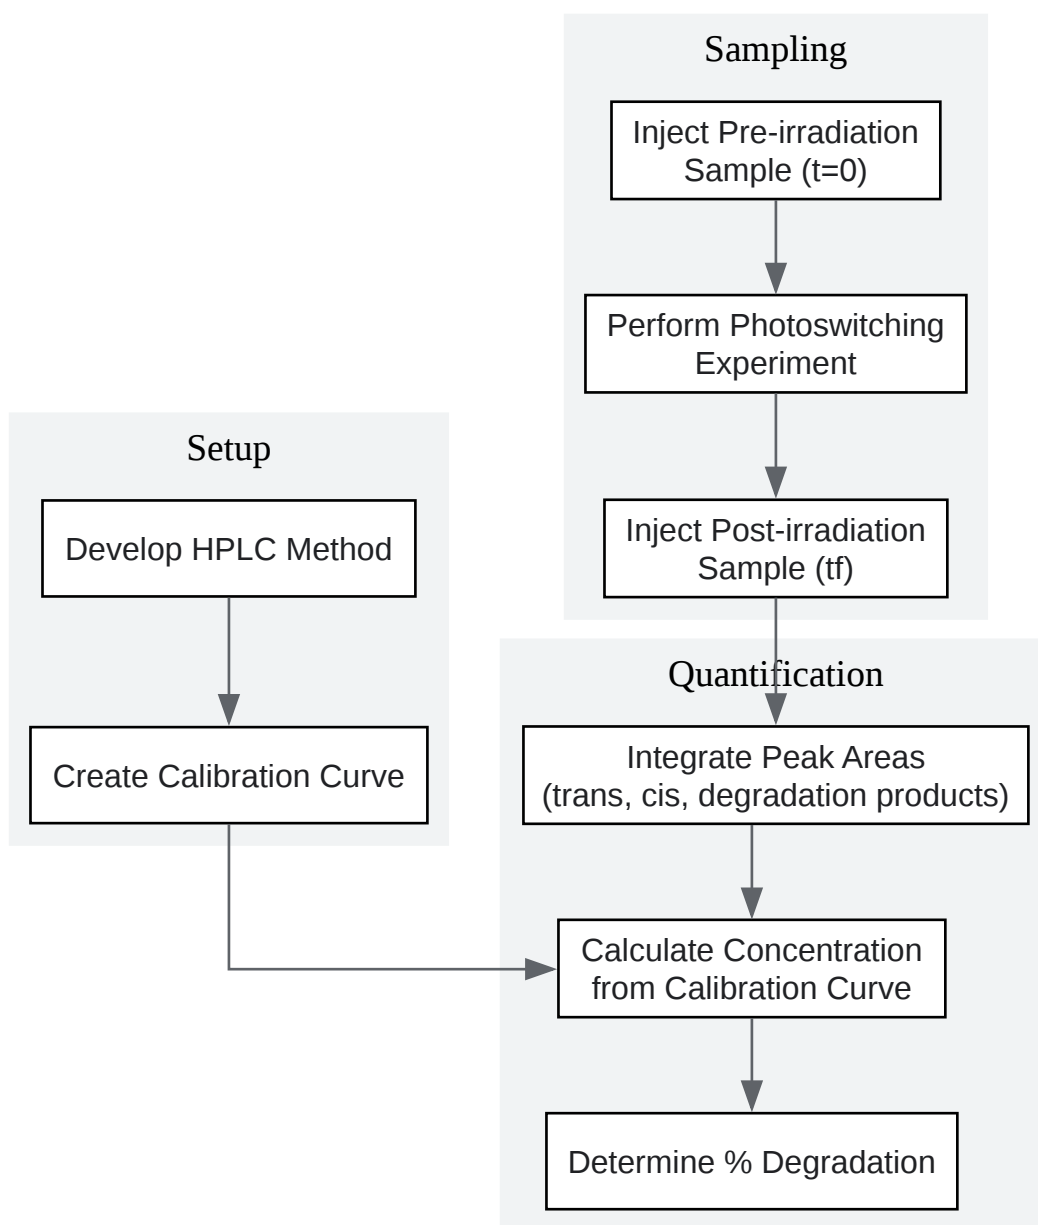 Sampling
Inject Pre-irradiation
Sample (t=0)
Perform Photoswitching
Experiment
Inject Post-irradiation
Sample (tf)
Setup
Develop HPLC Method
Create Calibration Curve
Quantification
Integrate Peak Areas
(trans, cis, degradation products)
Calculate Concentration
from Calibration Curve
Determine % Degradation